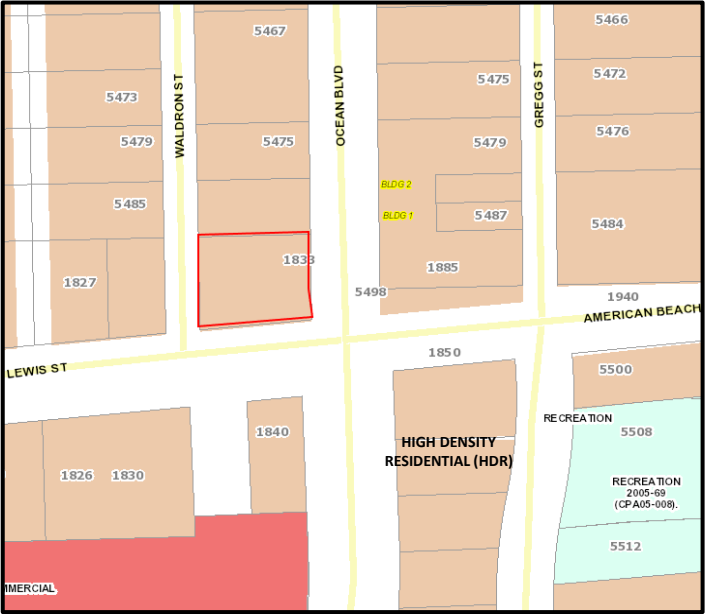 5467
5466
5473
5475
5472
WALDRON ST
OCEAN BLVD
GREGG ST
5479
5475
5479
5476
BLDG 2
5485
BLDG 1
5487
5484
1833
1827
1885
5498
1940
AMERICAN BEACH
LEWIS ST
1850
5500
RECREATION
5508
1840
HIGH DENSITY
RESIDENTIAL (HDR)
1826
1830
RECREATION
2005-69
(CPA05-008).
5512
MMERCIAL